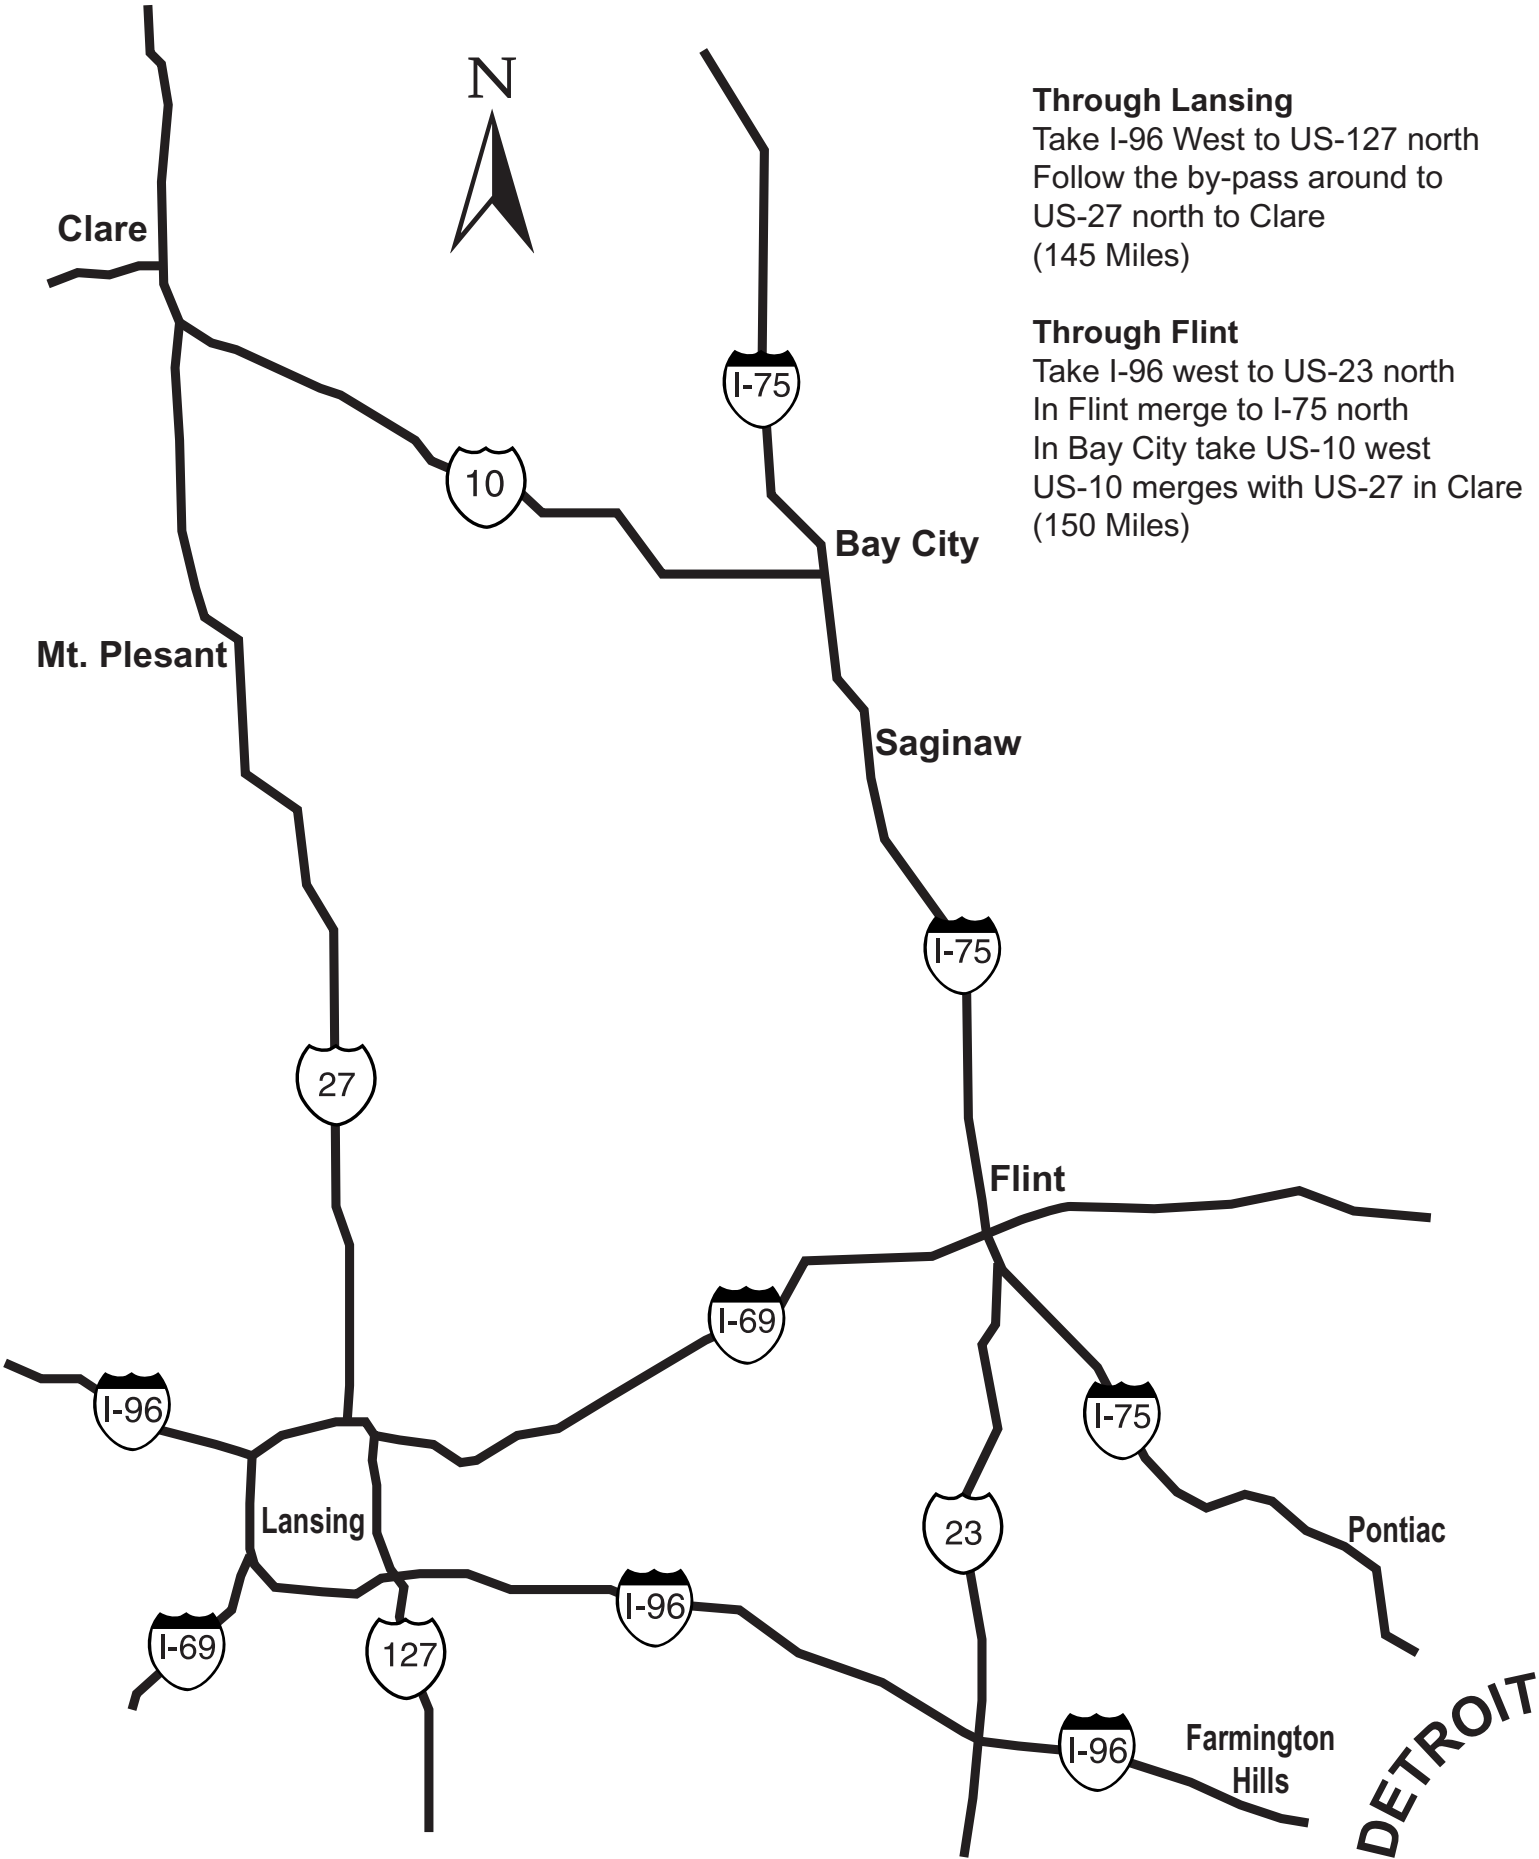 N
Through Lansing
Take I-96 West to US-127 north
Follow the by-pass around to
US-27 north to Clare
(145 Miles)
Through Flint
Take I-96 west to US-23 north
In Flint merge to I-75 north
In Bay City take US-10 west
US-10 merges with US-27 in Clare
(150 Miles)
Clare
I-75
10
Bay City
Mt. Plesant
Saginaw
I-75
27
Flint
I-69
I-96
I-75
Lansing
23
Pontiac
I-96
I-69
127
I-96
Farmington
Hills
DETROIT